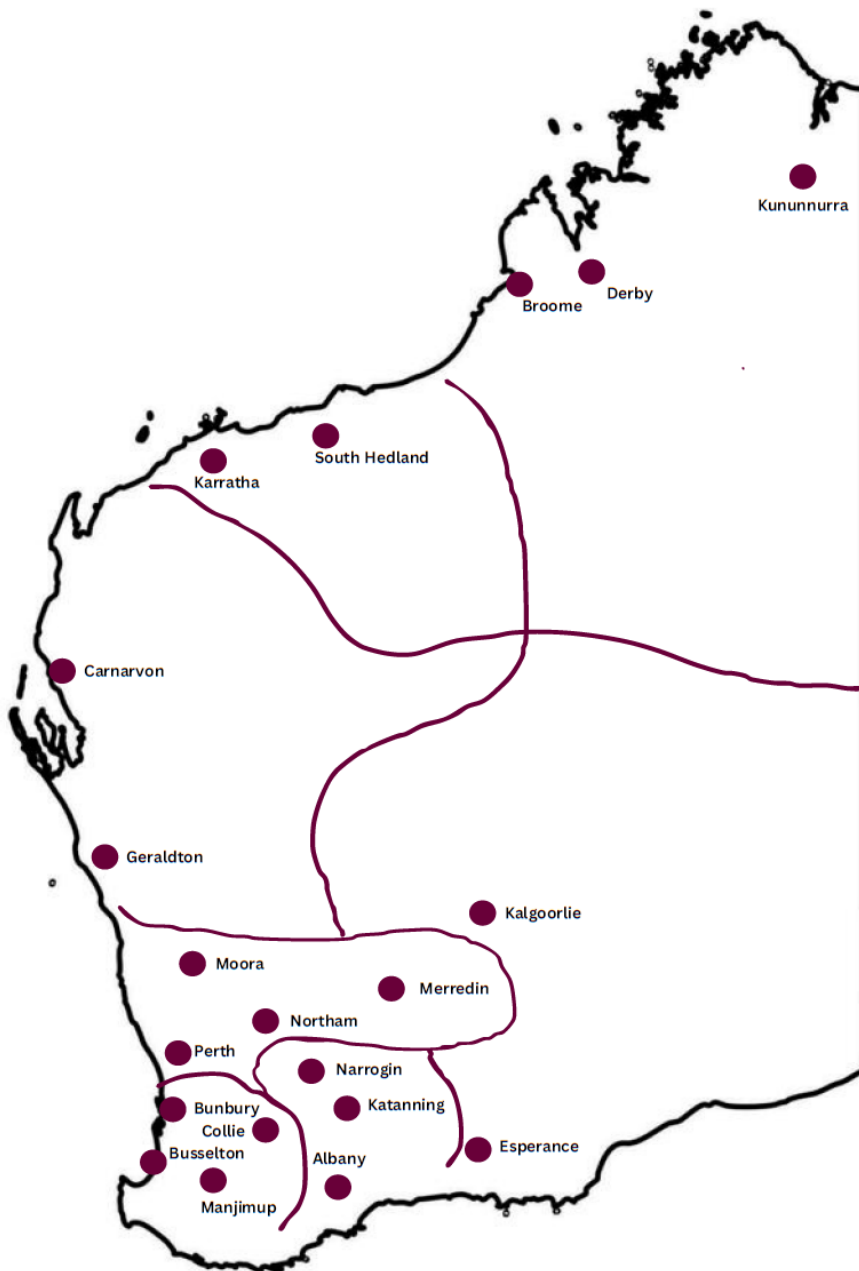 Kununnurra
Derby
Broome
South Hedland
Karratha
Carnarvon
Geraldton
Kalgoorlie
Moora
Merredin
Northam
Perth
Narrogin
Bunbury
Katanning
Collie
Esperance
Busselton
Albany
Manjimup